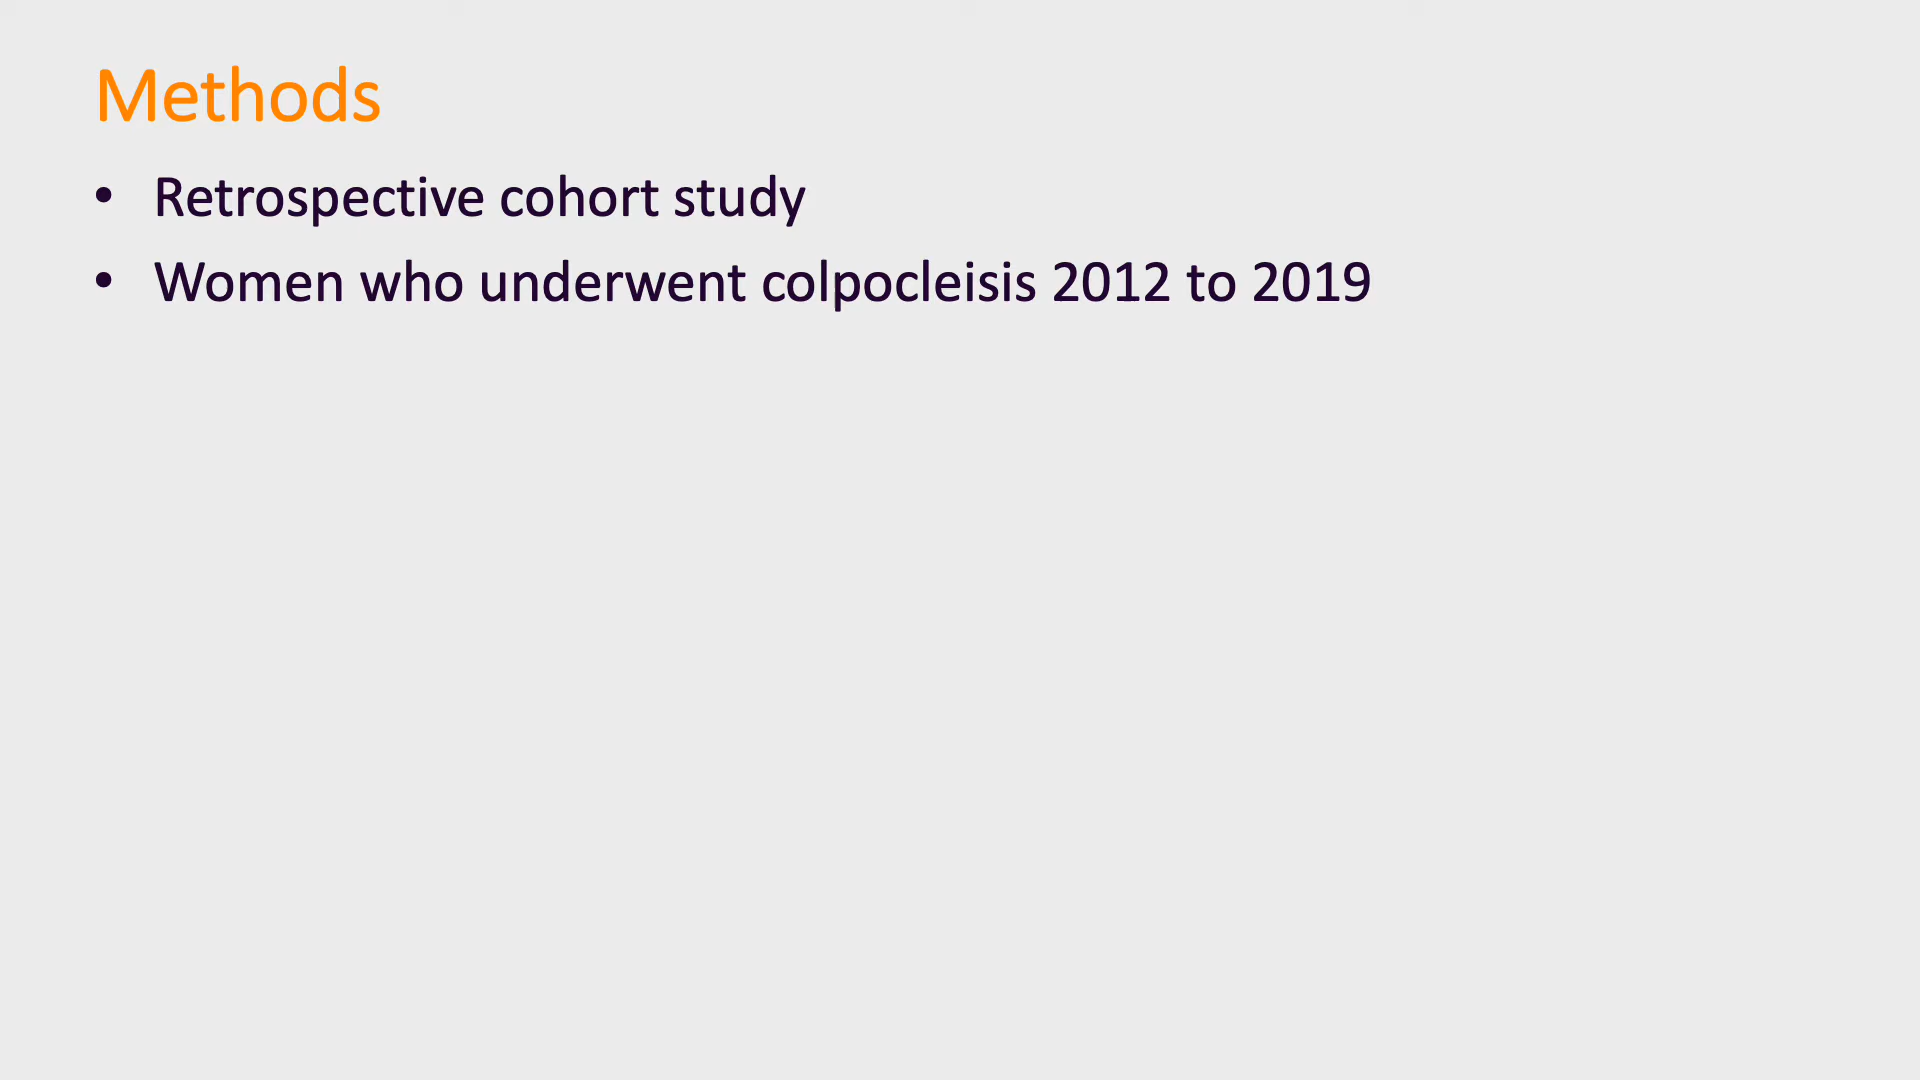 Methods
• Retrospective cohort study
• Women who underwent colpocleisis 2012 to 2019